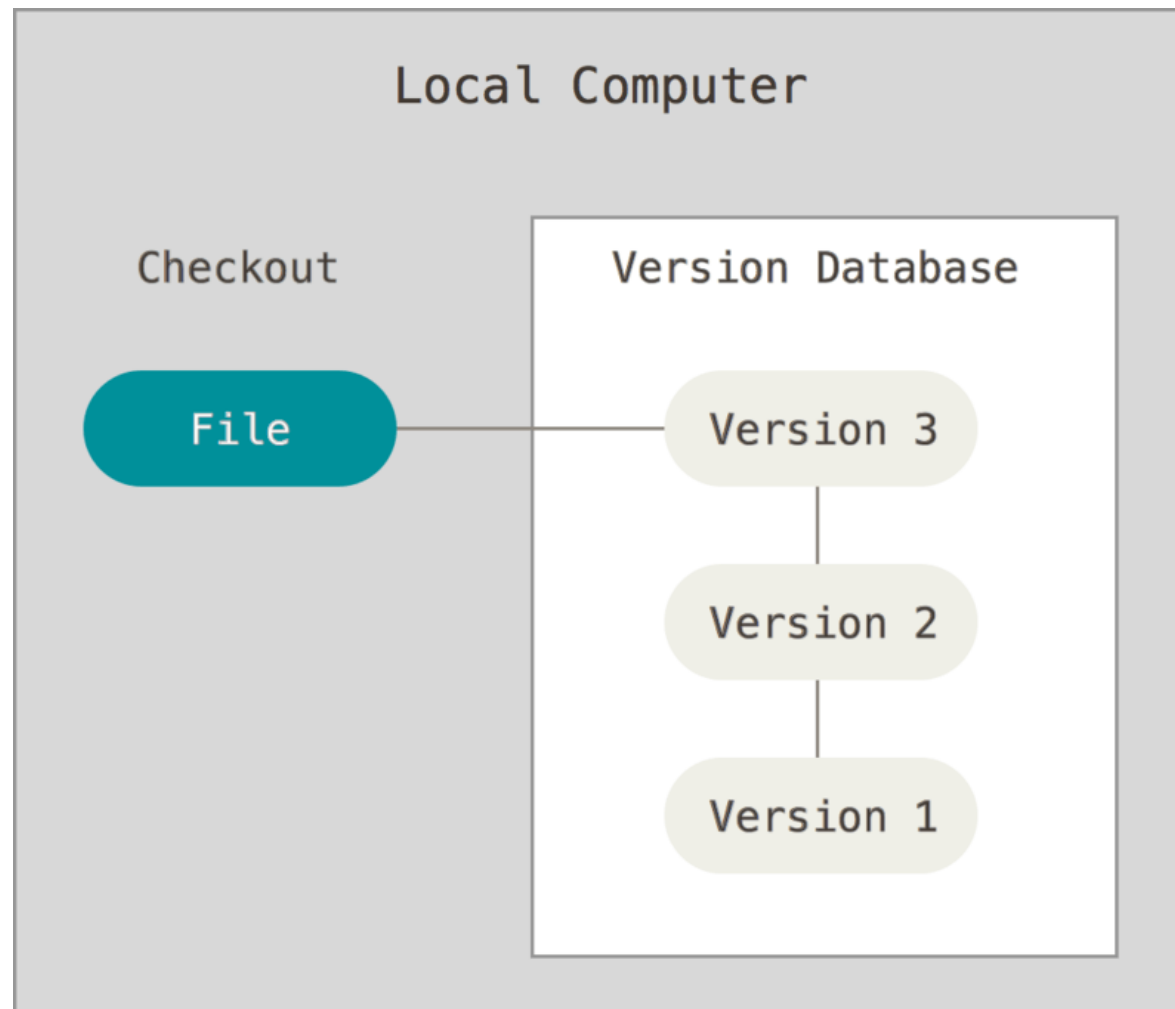 Local Computer
Checkout
Version Database
File
Version 3
Version 2
Version 1